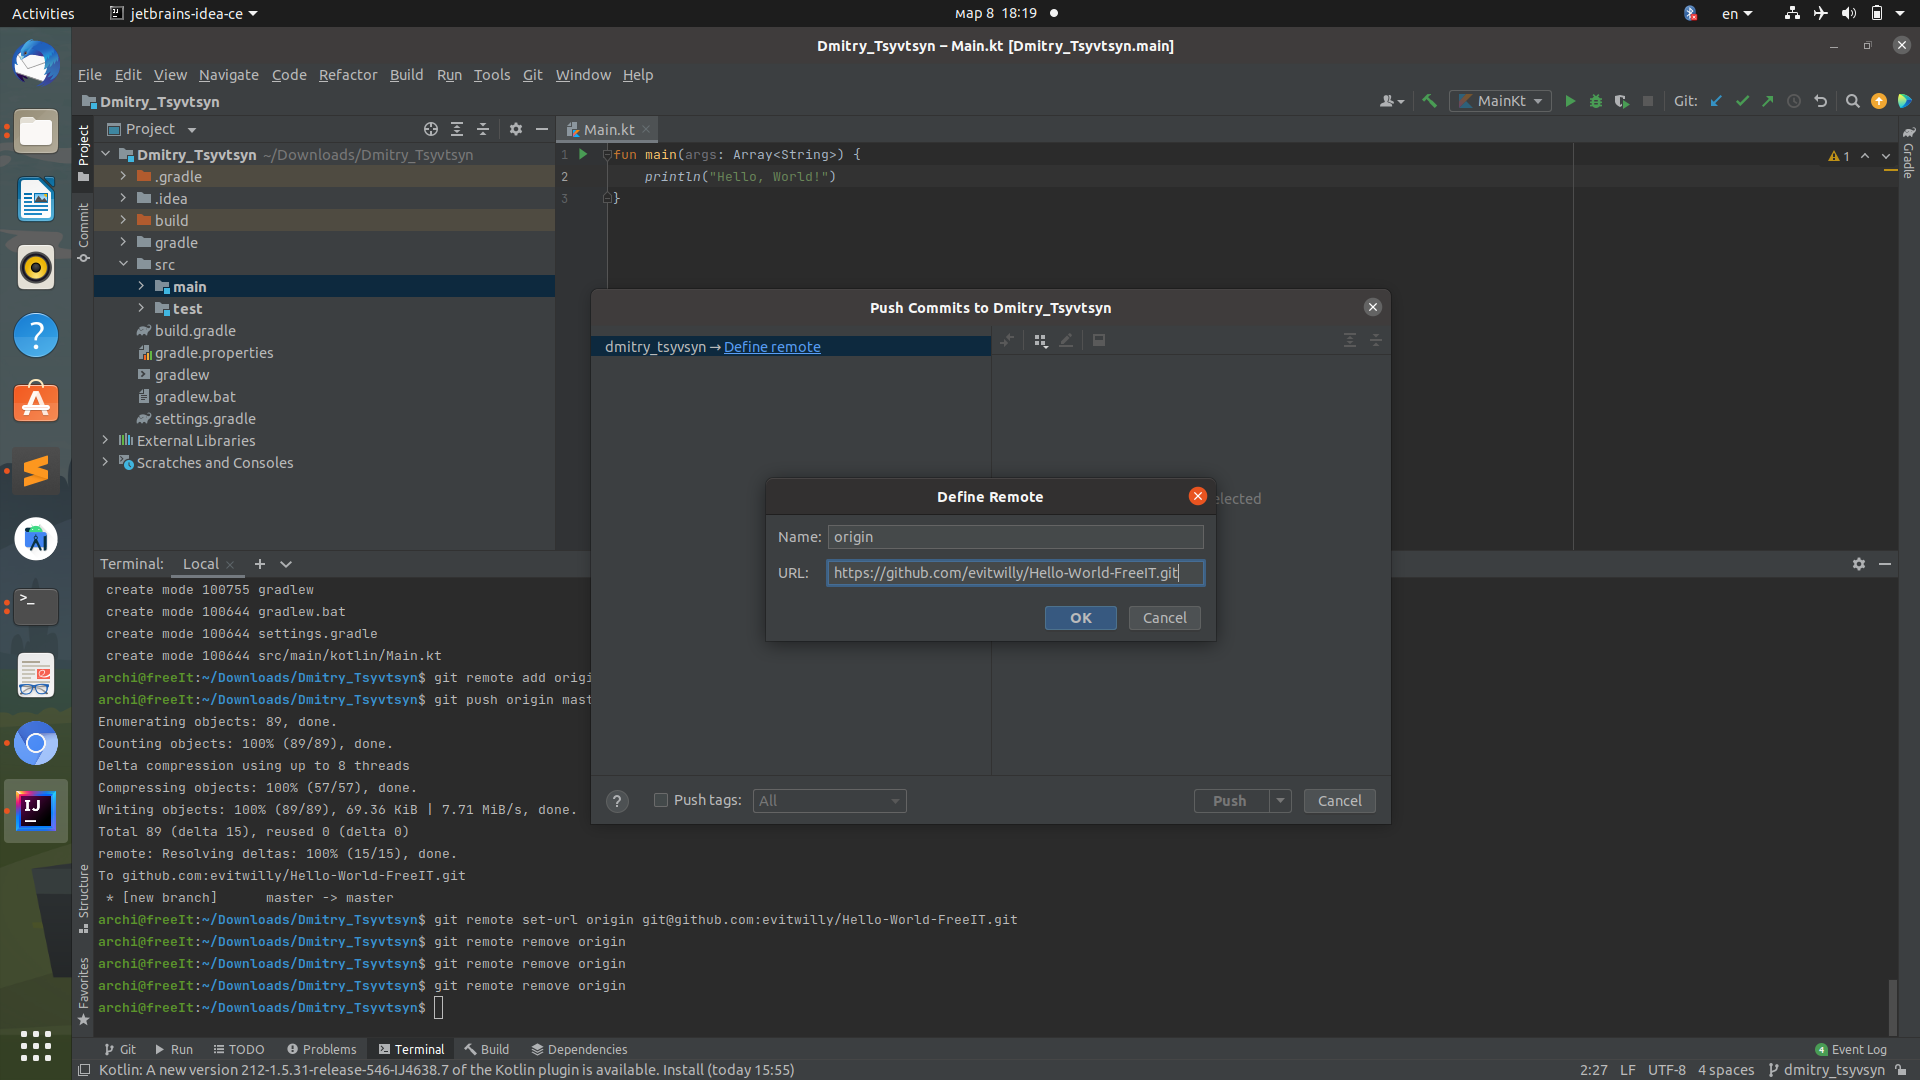 Activities
jetbrains-idea-ce
мар 8 18:19
en
Dmitry_Tsyvtsyn – Main.kt [Dmitry_Tsyvtsyn.main]
File Edit View Navigate Code Refactor Build Run Tools Git Window Help
Dmitry_Tsyvtsyn
MainKt
Git:
Project
Main.kt
Dmitry_Tsyvtsyn ~/Downloads/Dmitry_Tsyvtsyn
.gradle
.idea
build
gradle
src
main
test
build.gradle
gradle.properties
gradlew
gradlew.bat
settings.gradle
External Libraries
Scratches and Consoles
Project
Commit
Structure
Favorites
1 fun main(args: Array<String>) {
2 println("Hello, World!")
3 }
1
Gradle
Push Commits to Dmitry_Tsyvtsyn
dmitry_tsyvsyn → Define remote
Define Remote
Name: origin
URL: https://github.com/evitwilly/Hello-World-FreeIT.git
OK Cancel
Push tags: All
Push Cancel
Terminal: Local
create mode 100755 gradlew
create mode 100644 gradlew.bat
create mode 100644 settings.gradle
create mode 100644 src/main/kotlin/Main.kt
archi@freeIt:~/Downloads/Dmitry_Tsyvtsyn$ git remote add origi
archi@freeIt:~/Downloads/Dmitry_Tsyvtsyn$ git push origin mast
Enumerating objects: 89, done.
Counting objects: 100% (89/89), done.
Delta compression using up to 8 threads
Compressing objects: 100% (57/57), done.
Writing objects: 100% (89/89), 69.36 KiB | 7.71 MiB/s, done.
Total 89 (delta 15), reused 0 (delta 0)
remote: Resolving deltas: 100% (15/15), done.
To github.com:evitwilly/Hello-World-FreeIT.git
* [new branch] master -> master
archi@freeIt:~/Downloads/Dmitry_Tsyvtsyn$ git remote set-url origin git@github.com:evitwilly/Hello-World-FreeIT.git
archi@freeIt:~/Downloads/Dmitry_Tsyvtsyn$ git remote remove origin
archi@freeIt:~/Downloads/Dmitry_Tsyvtsyn$ git remote remove origin
archi@freeIt:~/Downloads/Dmitry_Tsyvtsyn$ git remote remove origin
archi@freeIt:~/Downloads/Dmitry_Tsyvtsyn$
Git Run TODO Problems Terminal Build Dependencies
4 Event Log
Kotlin: A new version 212-1.5.31-release-546-IJ4638.7 of the Kotlin plugin is available. Install (today 15:55)
2:27 LF UTF-8 4 spaces dmitry_tsyvsyn